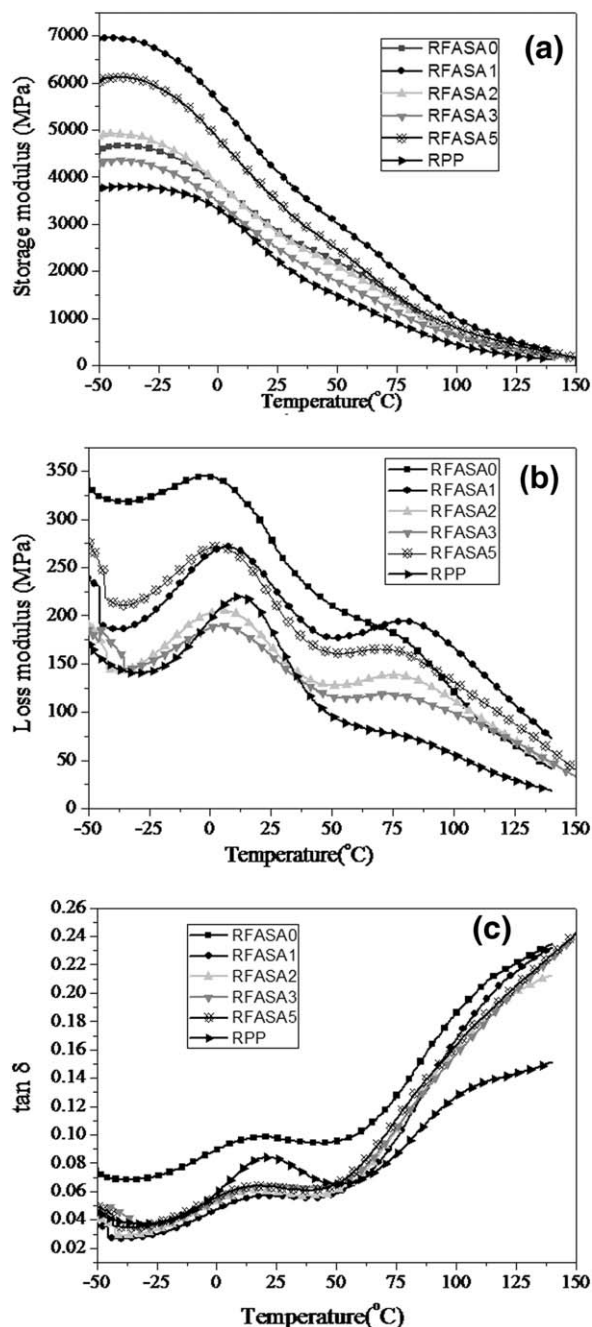 (a)
Storage modulus (MPa)
7000
6000
5000
4000
3000
2000
1000
0
RFASA0
RFASA1
RFASA2
RFASA3
RFASA5
RPP
-50 -25 0 25 50 75 100 125 150
Temperature(°C)
(b)
Loss modulus (MPa)
350
300
250
200
150
100
50
0
RFASA0
RFASA1
RFASA2
RFASA3
RFASA5
RPP
-50 -25 0 25 50 75 100 125 150
Temperature(°C)
(c)
tan δ
0.26
0.24
0.22
0.20
0.18
0.16
0.14
0.12
0.10
0.08
0.06
0.04
0.02
RFASA0
RFASA1
RFASA2
RFASA3
RFASA5
RPP
-50 -25 0 25 50 75 100 125 150
Temperature(°C)